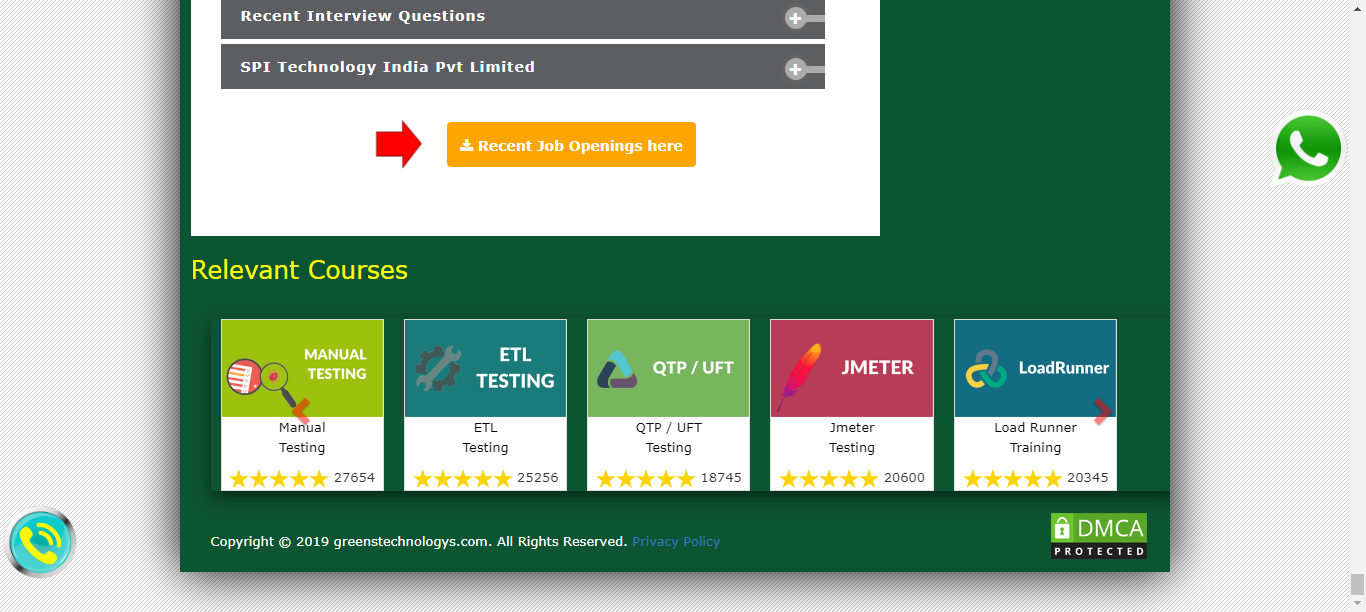 Recent Interview Questions
SPI Technology India Pvt Limited
Recent Job Openings here
Relevant Courses
MANUAL
TESTING
Manual
Testing
27654
ETL
TESTING
ETL
Testing
25256
QTP / UFT
QTP / UFT
Testing
18745
JMETER
Jmeter
Testing
20600
LoadRunner
Load Runner
Training
20345
Copyright © 2019 greenstechnologys.com. All Rights Reserved. Privacy Policy
DMCA
PROTECTED